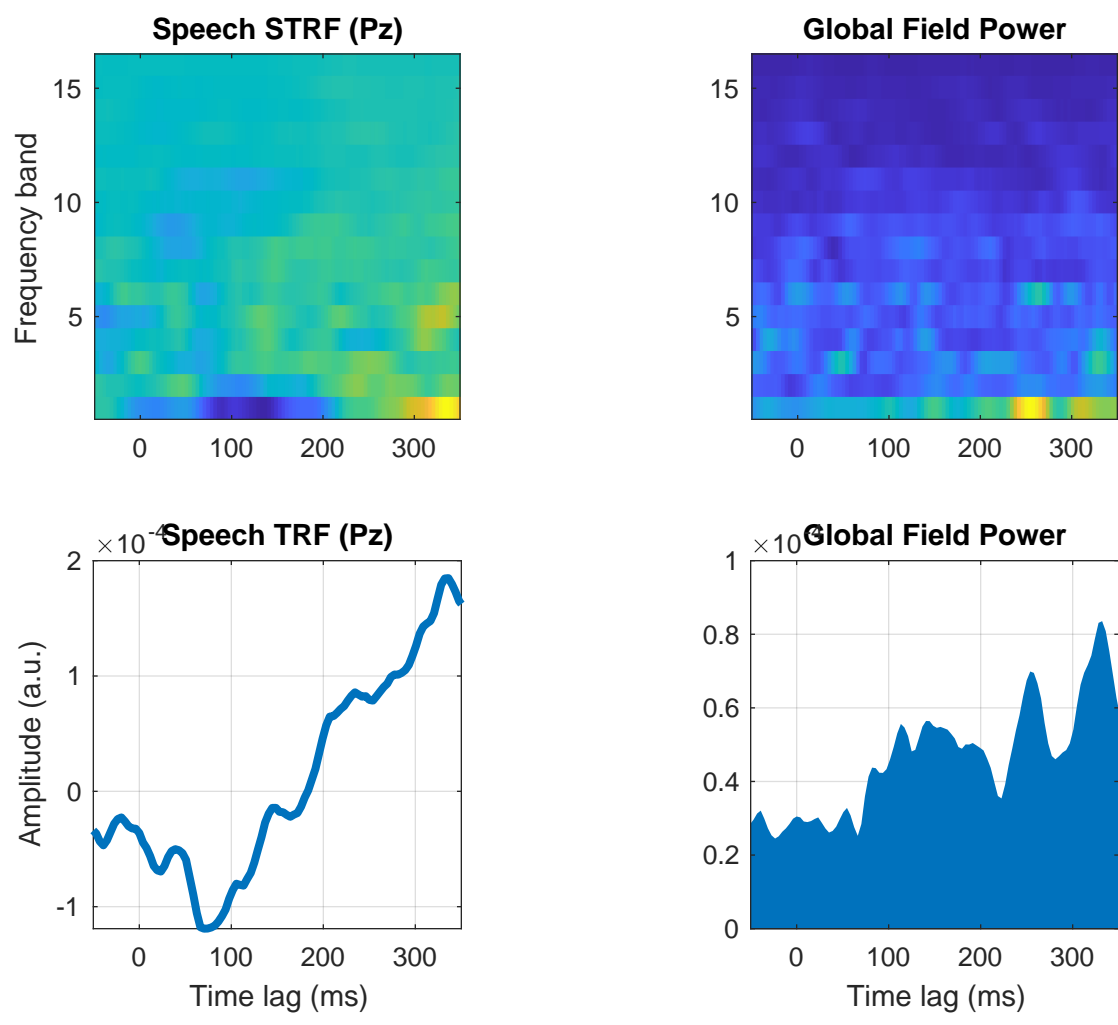 Speech STRF (Pz)
Frequency band
15
10
5
0 100 200 300
Global Field Power
15
10
5
0 100 200 300
×10-4
Speech TRF (Pz)
Amplitude (a.u.)
2
1
0
-1
0 100 200 300
Time lag (ms)
×10-4
Global Field Power
1
0.8
0.6
0.4
0.2
0
0 100 200 300
Time lag (ms)